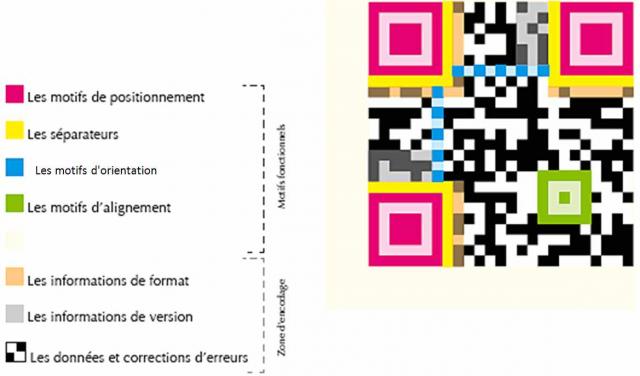 Les motifs de positionnement
Les séparateurs
Les motifs d'orientation
Les motifs d'alignement
Motifs fonctionnels
Les informations de format
Les informations de version
Les données et corrections d'erreurs
Zone d'encodage